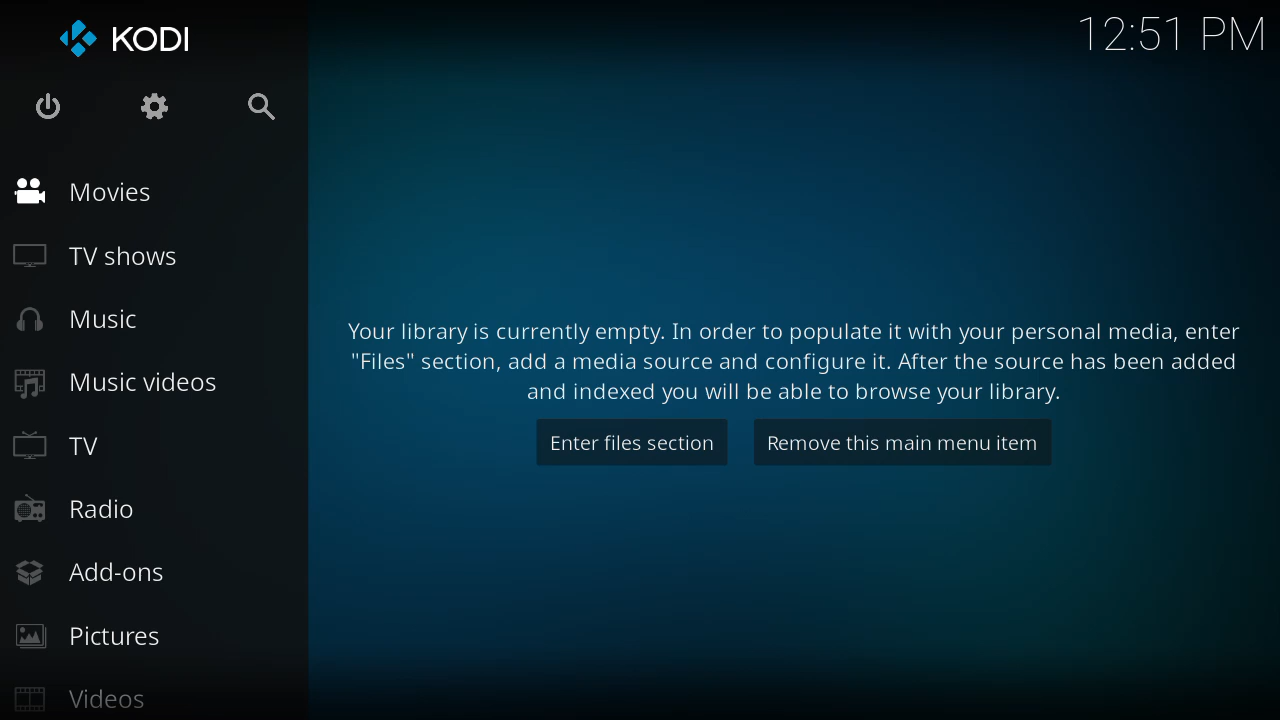 KODI
12:51 PM
Movies
TV shows
Music
Music videos
TV
Radio
Add-ons
Pictures
Videos
Your library is currently empty. In order to populate it with your personal media, enter
"Files" section, add a media source and configure it. After the source has been added
and indexed you will be able to browse your library.
Enter files section
Remove this main menu item